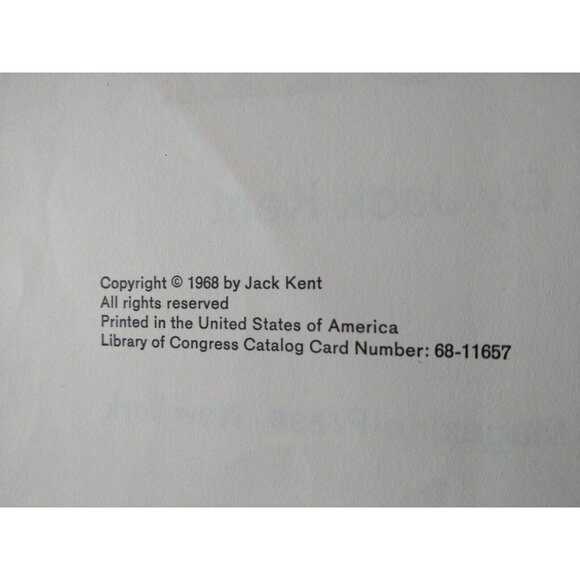 Copyright © 1968 by Jack Kent
All rights reserved
Printed in the United States of America
Library of Congress Catalog Card Number: 68-11657